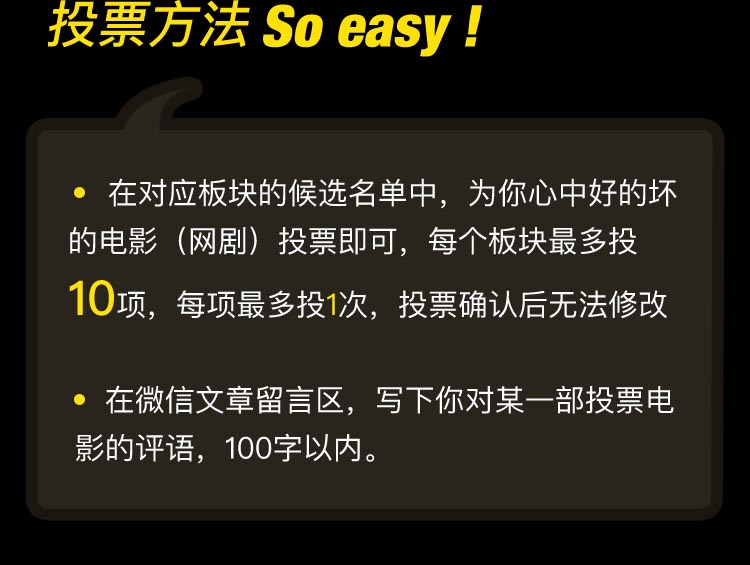 投票方法 So easy !
• 在对应板块的候选名单中，为你心中好的坏
的电影（网剧）投票即可，每个板块最多投
10项，每项最多投1次，投票确认后无法修改
• 在微信文章留言区，写下你对某一部投票电
影的评语，100字以内。